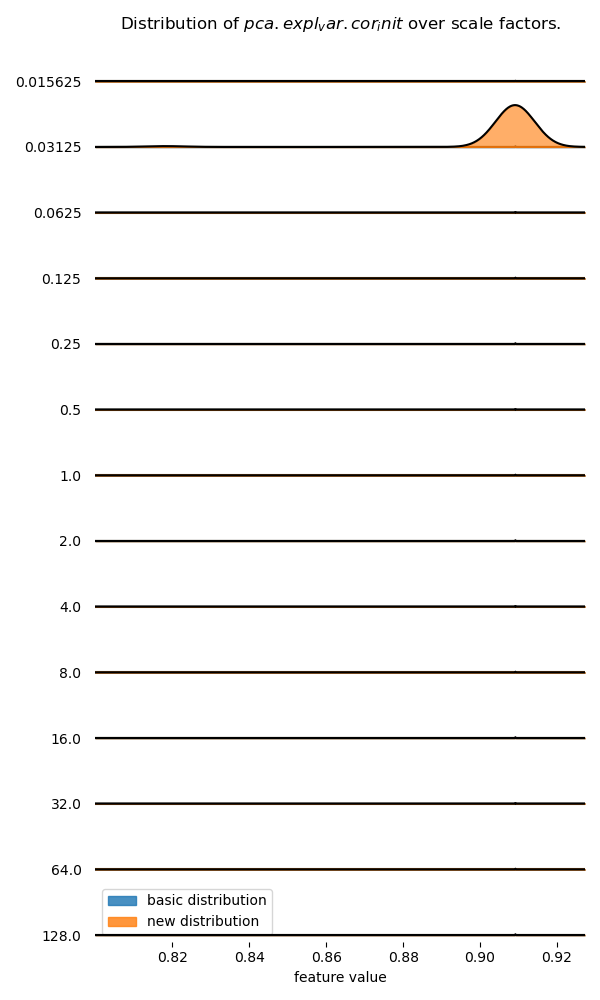 Distribution of pca.expl_var.cor_init over scale factors.
0.015625
0.03125
0.0625
0.125
0.25
0.5
1.0
2.0
4.0
8.0
16.0
32.0
64.0
basic distribution
new distribution
128.0
0.82 0.84 0.86 0.88 0.90 0.92
feature value